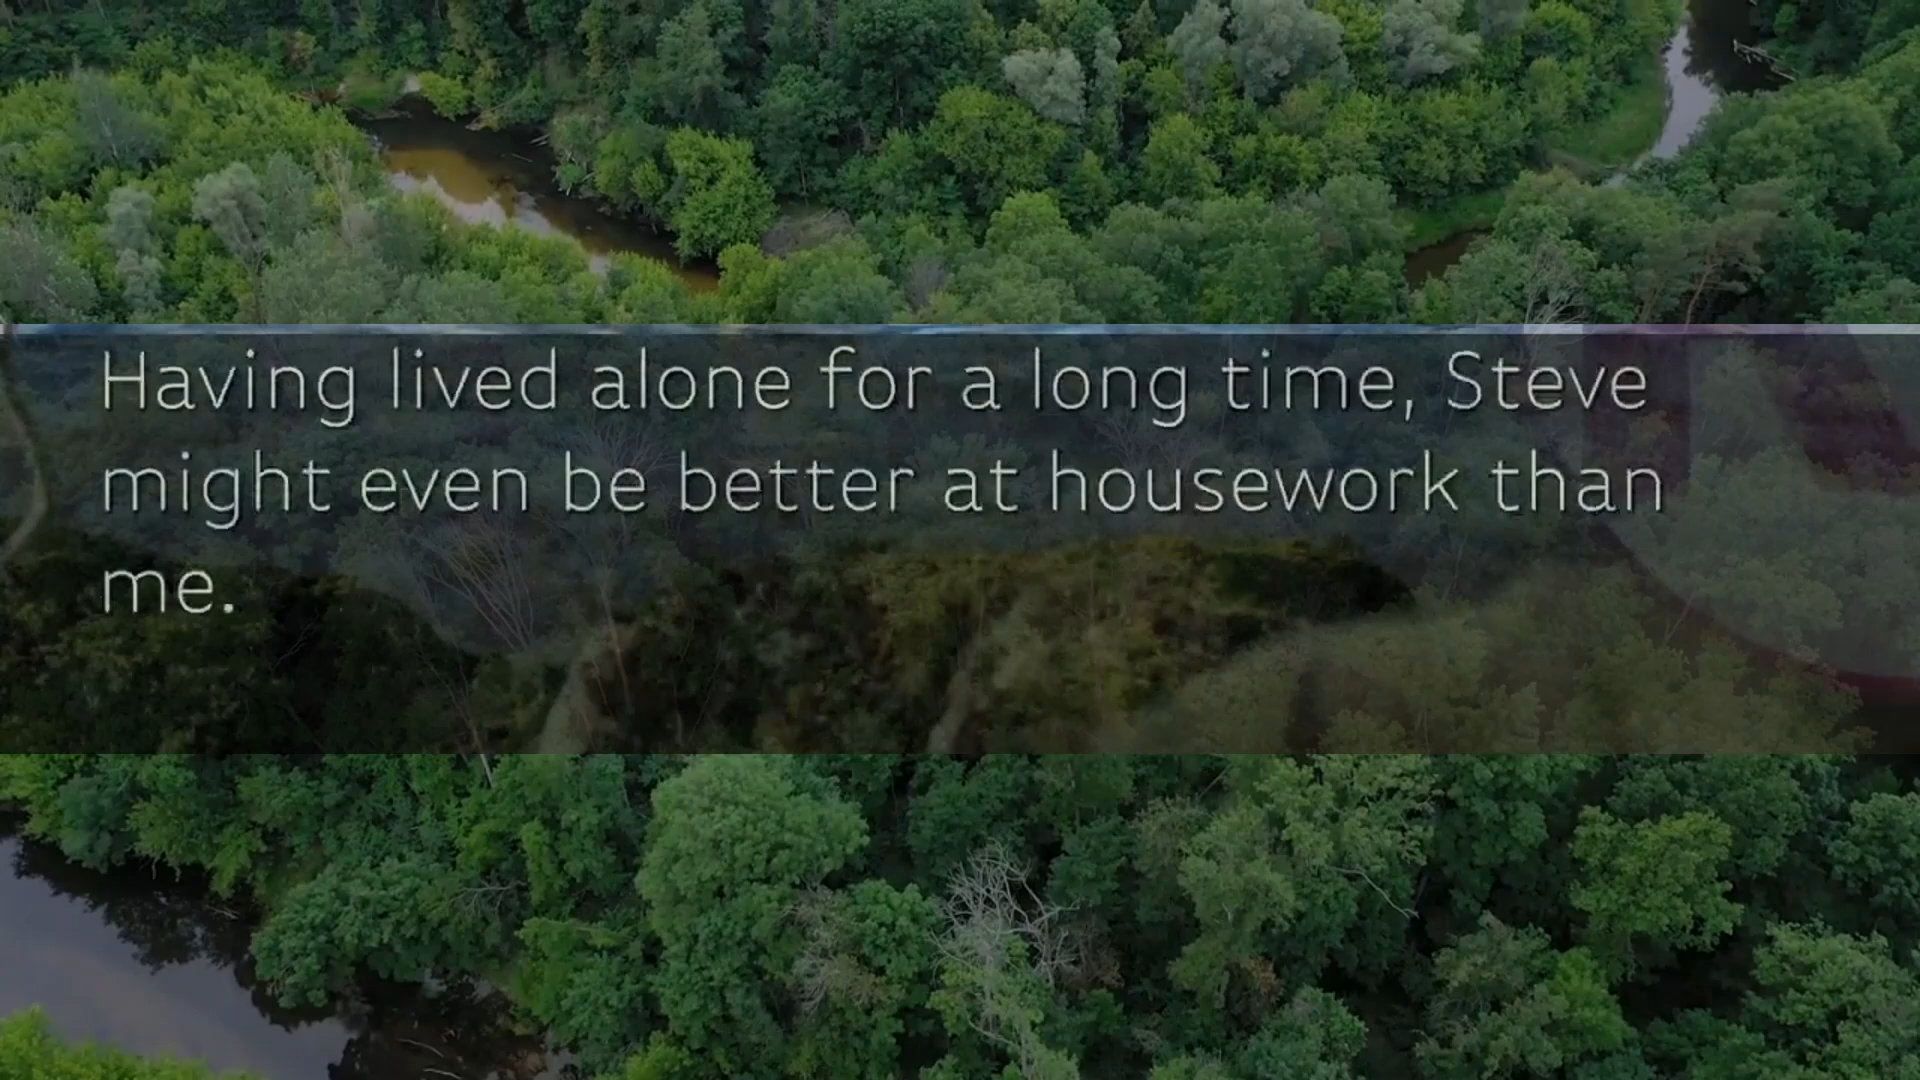 Having lived alone for a long time, Steve
might even be better at housework than
me.